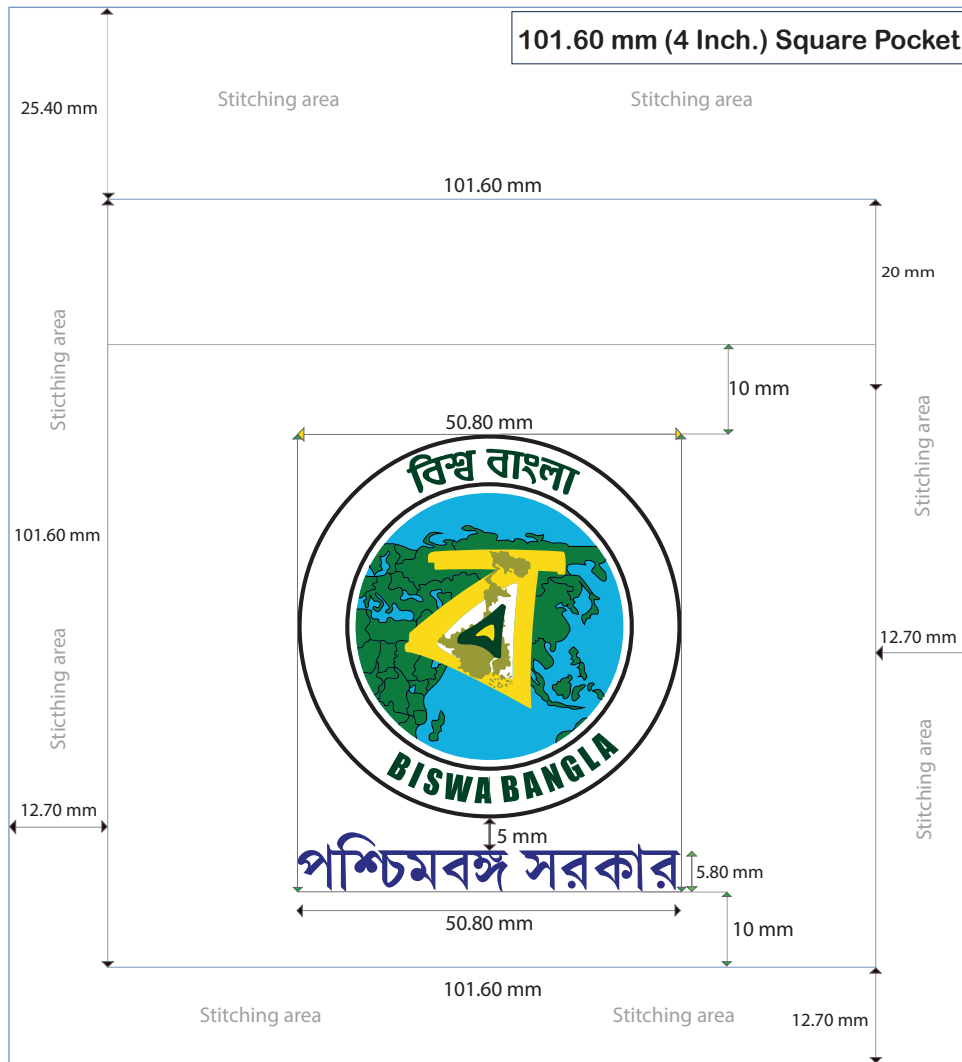 101.60 mm (4 Inch.) Square Pocket
Stitching area
Stitching area
25.40 mm
101.60 mm
20 mm
Sticthing area
10 mm
Stitching area
50.80 mm
বিশ্ব বাংলা
101.60 mm
ব
12.70 mm
Sticthing area
Stitching area
BISWA BANGLA
12.70 mm
5 mm
পশ্চিমবঙ্গ সরকার
5.80 mm
50.80 mm
10 mm
101.60 mm
Stitching area
Stitching area
12.70 mm